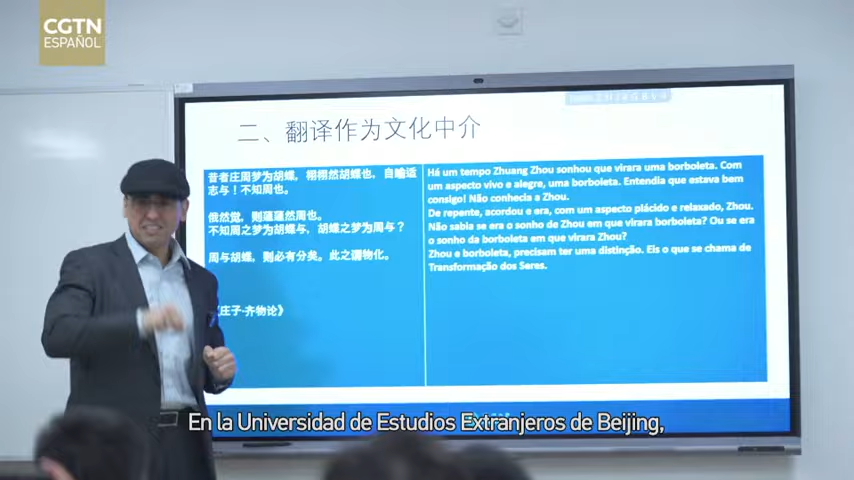 CGTN
ESPAÑOL
二、翻译作为文化中介
昔者庄周梦为胡蝶，栩栩然胡蝶也，自喻适
志与！不知周也。
俄然觉，则蘧蘧然周也。
不知周之梦为胡蝶与，胡蝶之梦为周与？
周与胡蝶，则必有分矣。此之谓物化。
《庄子·齐物论》
Há um tempo Zhuang Zhou sonhou que virara uma borboleta. Com
um aspecto vivo e alegre, uma borboleta. Entendia que estava bem
consigo! Não conhecia a Zhou.
De repente, acordou e era, com um aspecto plácido e relaxado, Zhou.
Não sabia se era o sonho de Zhou em que virara borboleta? Ou se era
o sonho da borboleta em que virara Zhou?
Zhou e borboleta, precisam ter uma distinção. Eis o que se chama de
Transformação dos Seres.
En la Universidad de Estudios Extranjeros de Beijing,